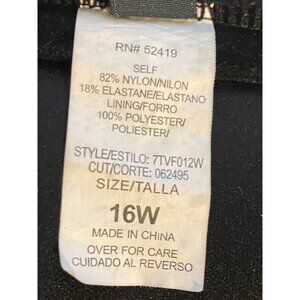 RN# 52419
SELF
82% NYLON/NILON
18% ELASTANE/ELASTANO
LINING/FORRO
100% POLYESTER/
POLIESTER/
STYLE/ESTILO: 7TVF012W
CUT/CORTE: 062495
SIZE/TALLA
16W
MADE IN CHINA
OVER FOR CARE
CUIDADO AL REVERSO